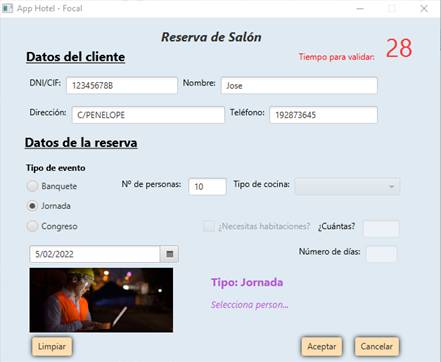 App Hotel - Focal
Reserva de Salón
Datos del cliente
Tiempo para validar: 28
DNI/CIF: 12345678B Nombre: Jose
Dirección: C/PENELOPE Teléfono: 192873645
Datos de la reserva
Tipo de evento
Banquete Nº de personas: 10 Tipo de cocina:
Jornada
Congreso ¿Necesitas habitaciones? ¿Cuántas?
5/02/2022 Número de días:
Tipo: Jornada
Selecciona person...
Limpiar Aceptar Cancelar